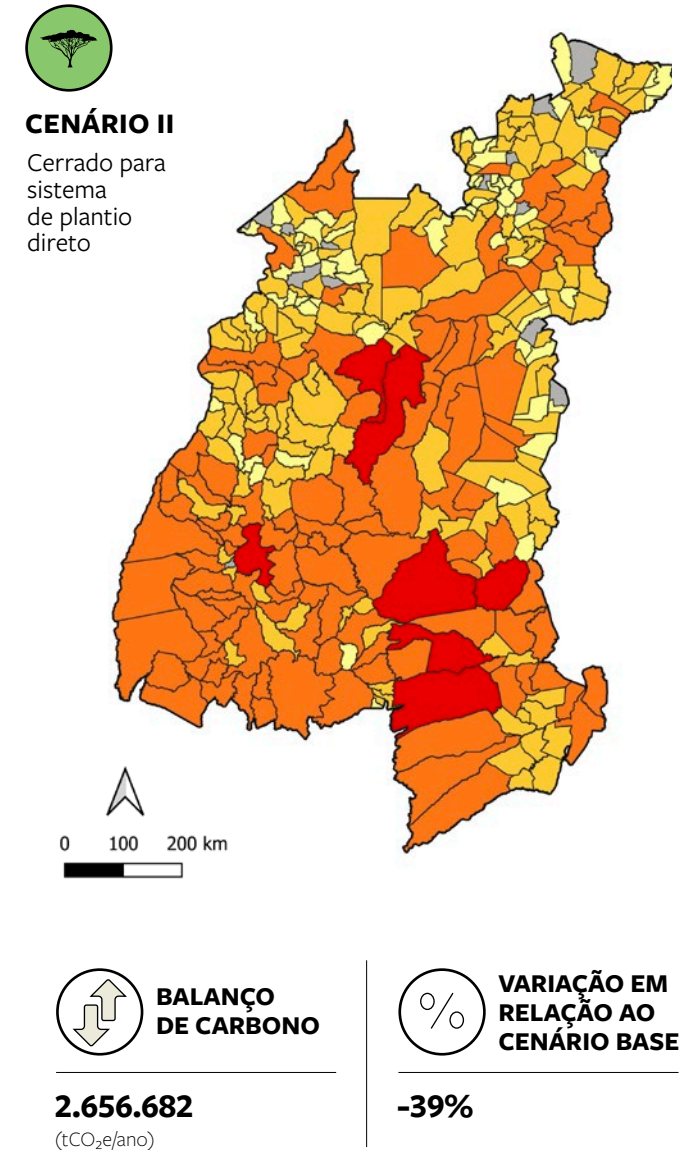 CENÁRIO II
Cerrado para
sistema
de plantio
direto
0 100 200 km
BALANÇO
DE CARBONO
2.656.682
(tCO₂e/ano)
%
VARIAÇÃO EM
RELAÇÃO AO
CENÁRIO BASE
-39%